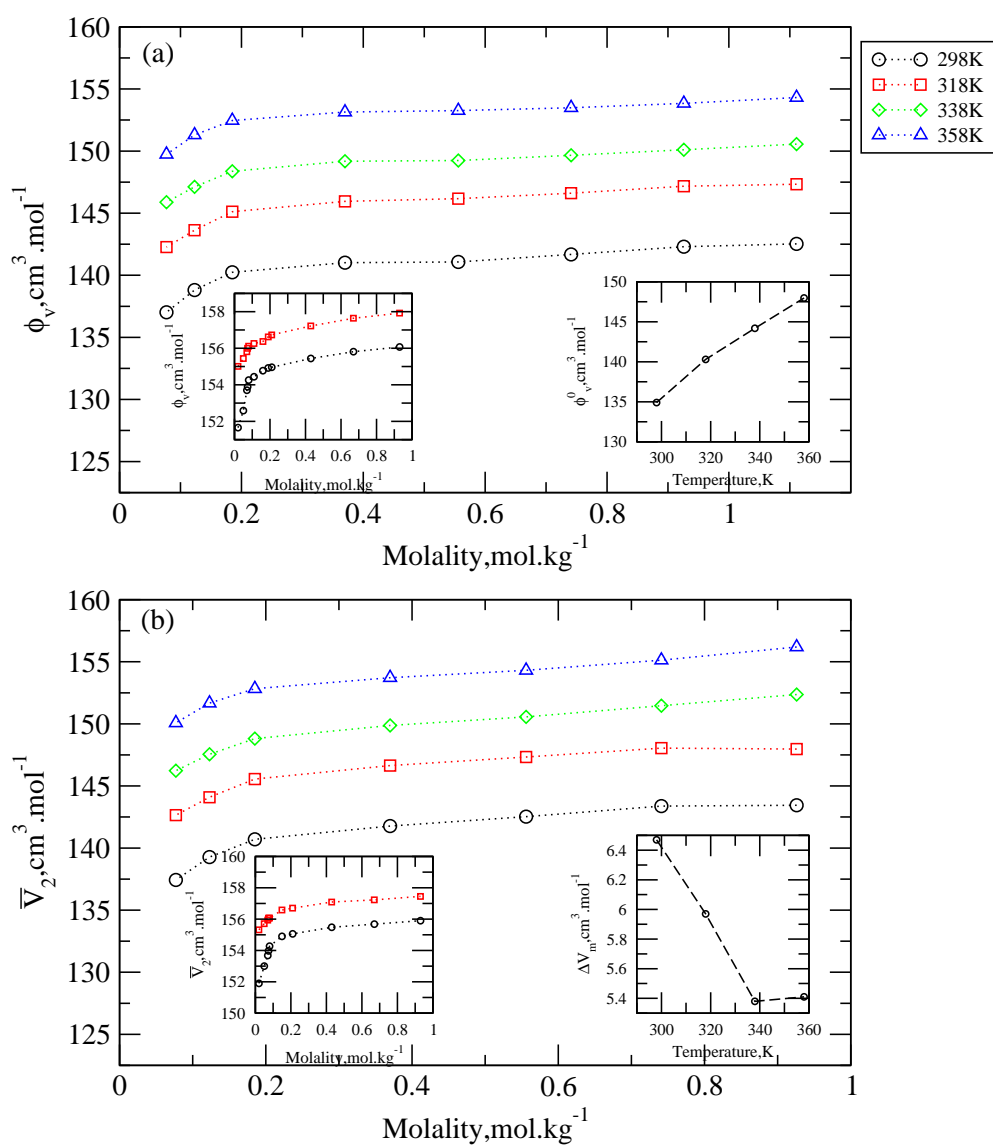 (a)
160
155
150
145
140
135
130
125
ϕv,cm³.mol⁻¹
0 0.2 0.4 0.6 0.8 1
Molality,mol.kg⁻¹
298K
318K
338K
358K
158
156
154
152
ϕv,cm³.mol⁻¹
0 0.2 0.4 0.6 0.8 1
Molality,mol.kg⁻¹
150
145
140
135
130
ϕ⁰v,cm³.mol⁻¹
300 320 340 360
Temperature,K
(b)
160
155
150
145
140
135
130
125
V̅₂,cm³.mol⁻¹
0 0.2 0.4 0.6 0.8 1
Molality,mol.kg⁻¹
160
158
156
154
152
150
V̅₂,cm³.mol⁻¹
0 0.2 0.4 0.6 0.8 1
Molality,mol.kg⁻¹
6.4
6.2
6
5.8
5.6
5.4
ΔVm,cm³.mol⁻¹
300 320 340 360
Temperature,K